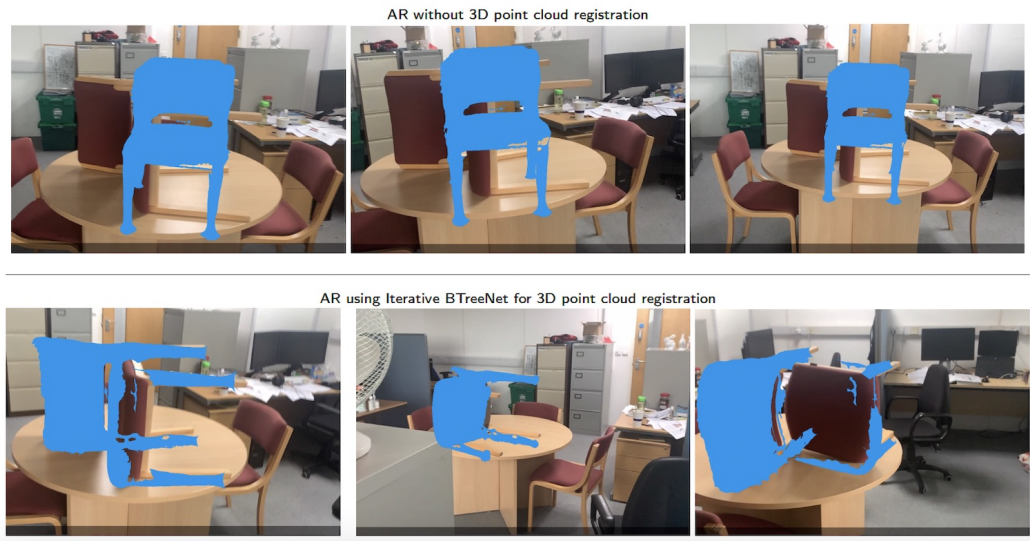 AR without 3D point cloud registration
AR using Iterative BTreeNet for 3D point cloud registration